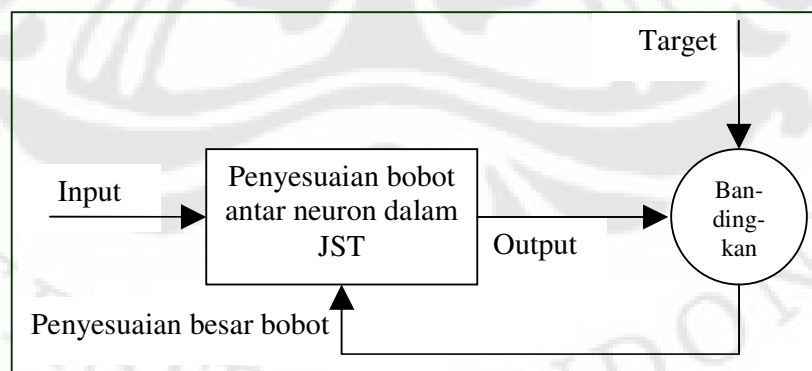 Target
Input
Penyesuaian bobot
antar neuron dalam
JST
Output
Ban-
ding-
kan
Penyesuaian besar bobot